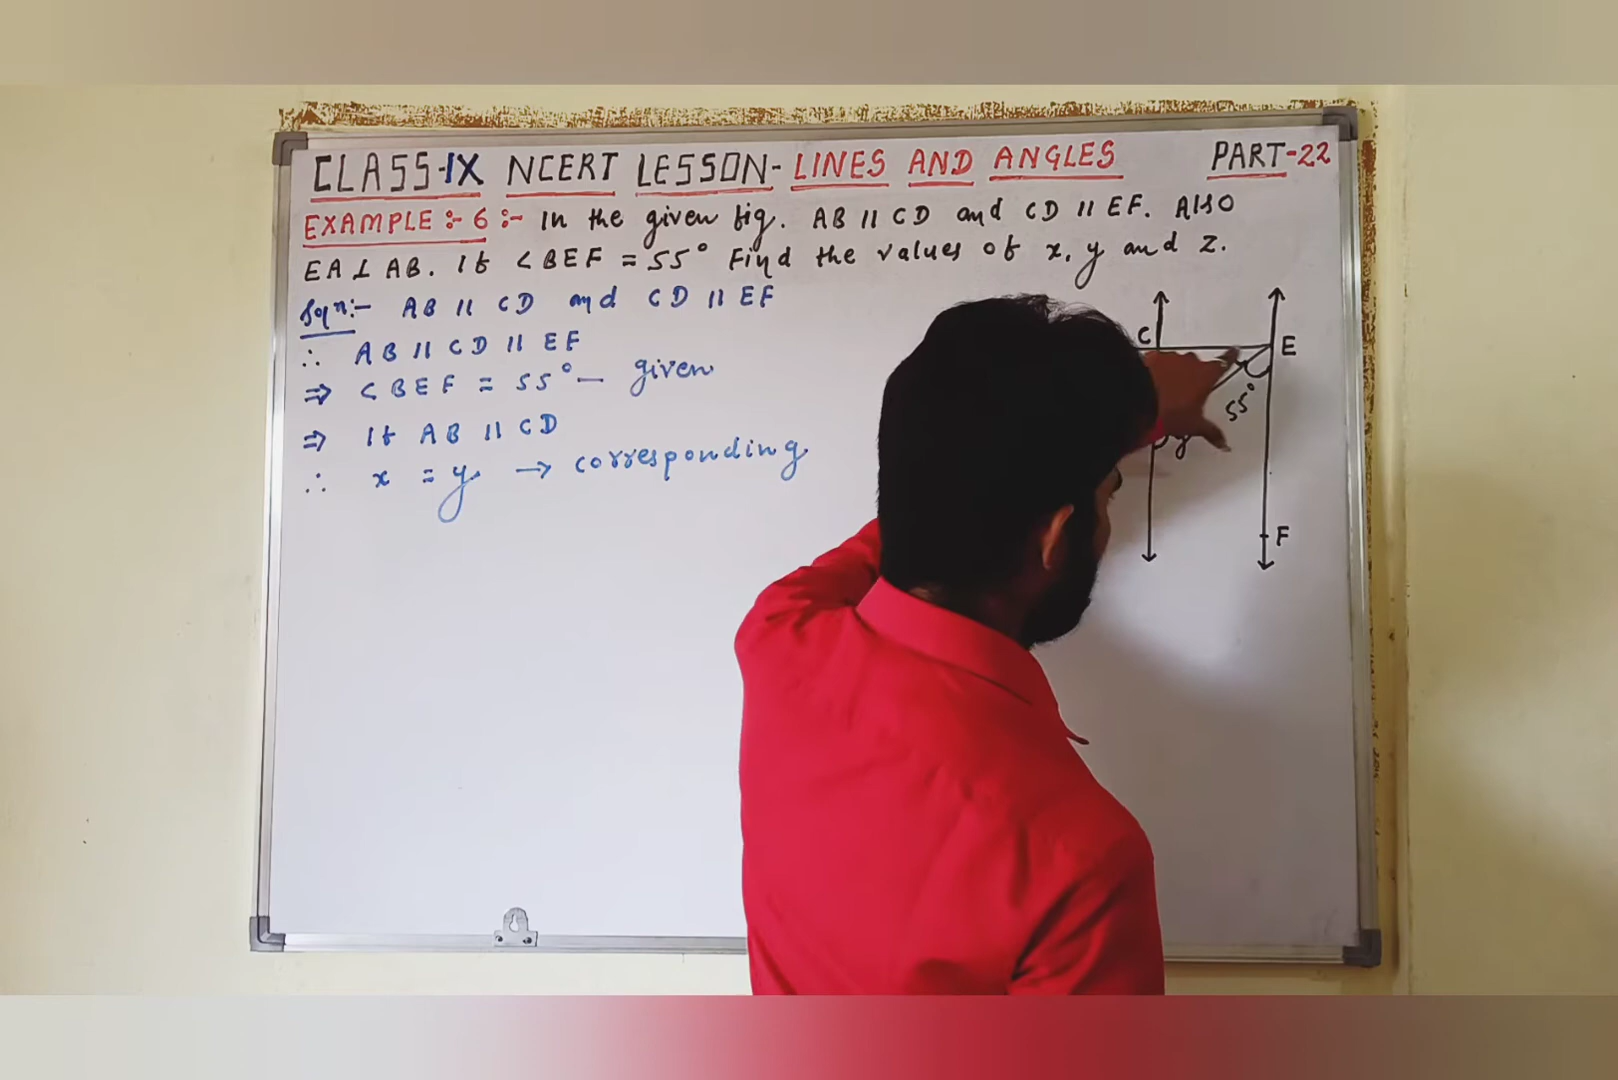 CLASS-IX NCERT LESSON- LINES AND ANGLES PART-22
EXAMPLE :- 6 :- In the given fig. AB || CD and CD || EF. Also
EA ⊥ AB. If <BEF = 55° Find the values of x, y and z.
Soln:- AB || CD and CD || EF
∴ AB || CD || EF
⇒ <BEF = 55° — given
⇒ If AB || CD
∴ x = y → corresponding
C
E
55°
y
F